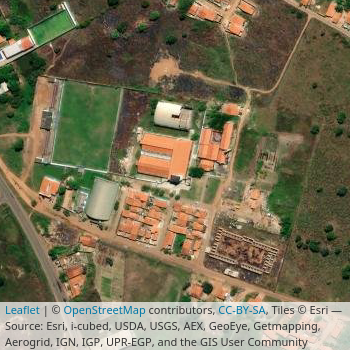 Leaflet | © OpenStreetMap contributors, CC-BY-SA, Tiles © Esri —
Source: Esri, i-cubed, USDA, USGS, AEX, GeoEye, Getmapping,
Aerogrid, IGN, IGP, UPR-EGP, and the GIS User Community